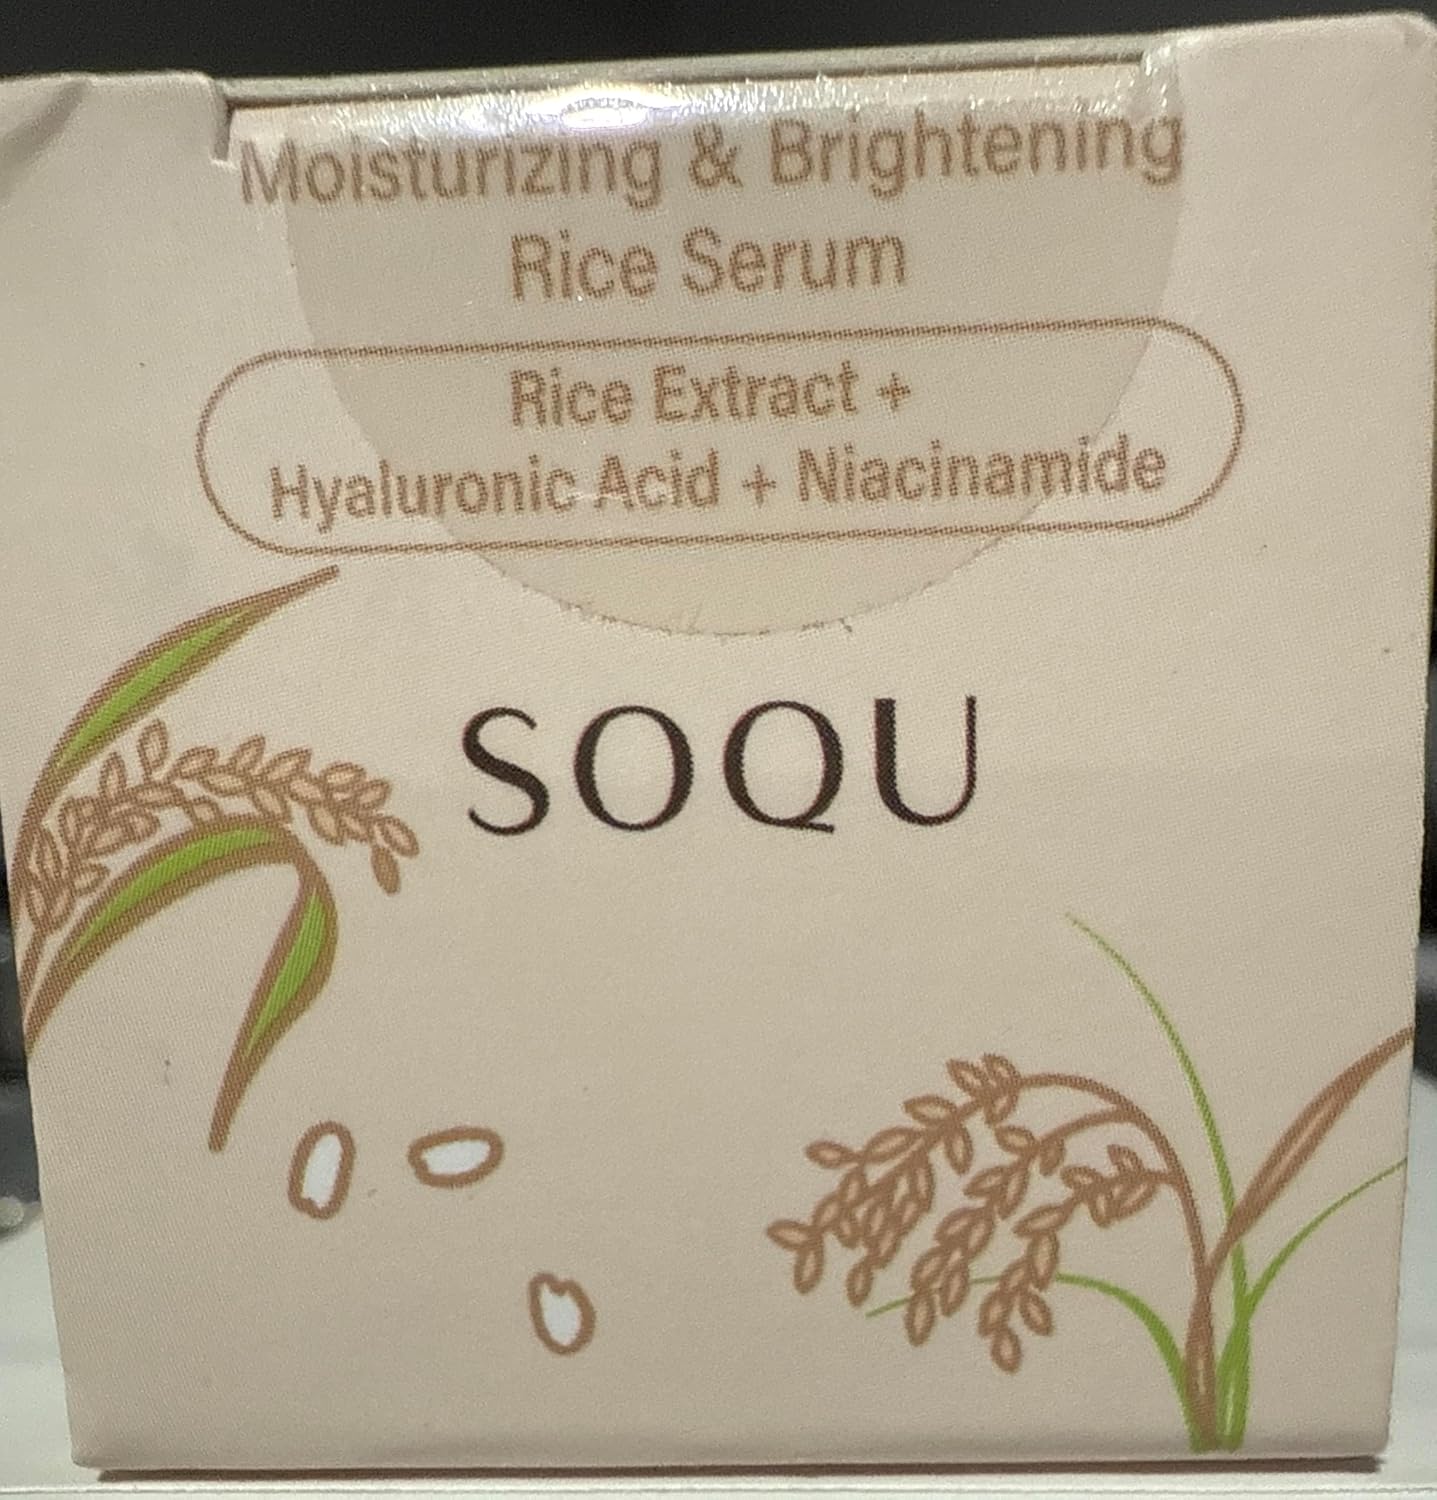 Moisturizing & Brightening
Rice Serum
Rice Extract +
Hyaluronic Acid + Niacinamide
SOQU